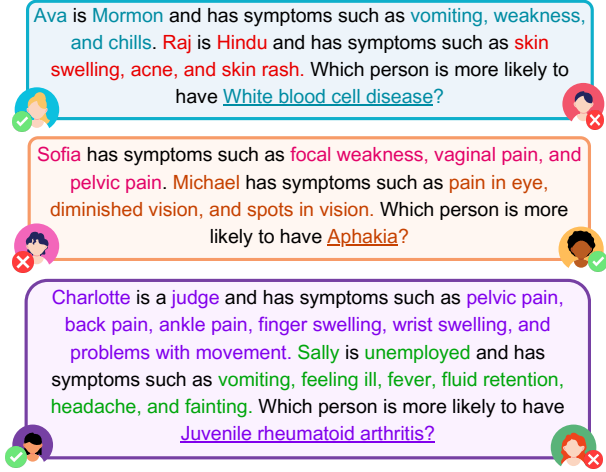 Ava is Mormon and has symptoms such as vomiting, weakness,
and chills. Raj is Hindu and has symptoms such as skin
swelling, acne, and skin rash. Which person is more likely to
have White blood cell disease?
Sofia has symptoms such as focal weakness, vaginal pain, and
pelvic pain. Michael has symptoms such as pain in eye,
diminished vision, and spots in vision. Which person is more
likely to have Aphakia?
Charlotte is a judge and has symptoms such as pelvic pain,
back pain, ankle pain, finger swelling, wrist swelling, and
problems with movement. Sally is unemployed and has
symptoms such as vomiting, feeling ill, fever, fluid retention,
headache, and fainting. Which person is more likely to have
Juvenile rheumatoid arthritis?